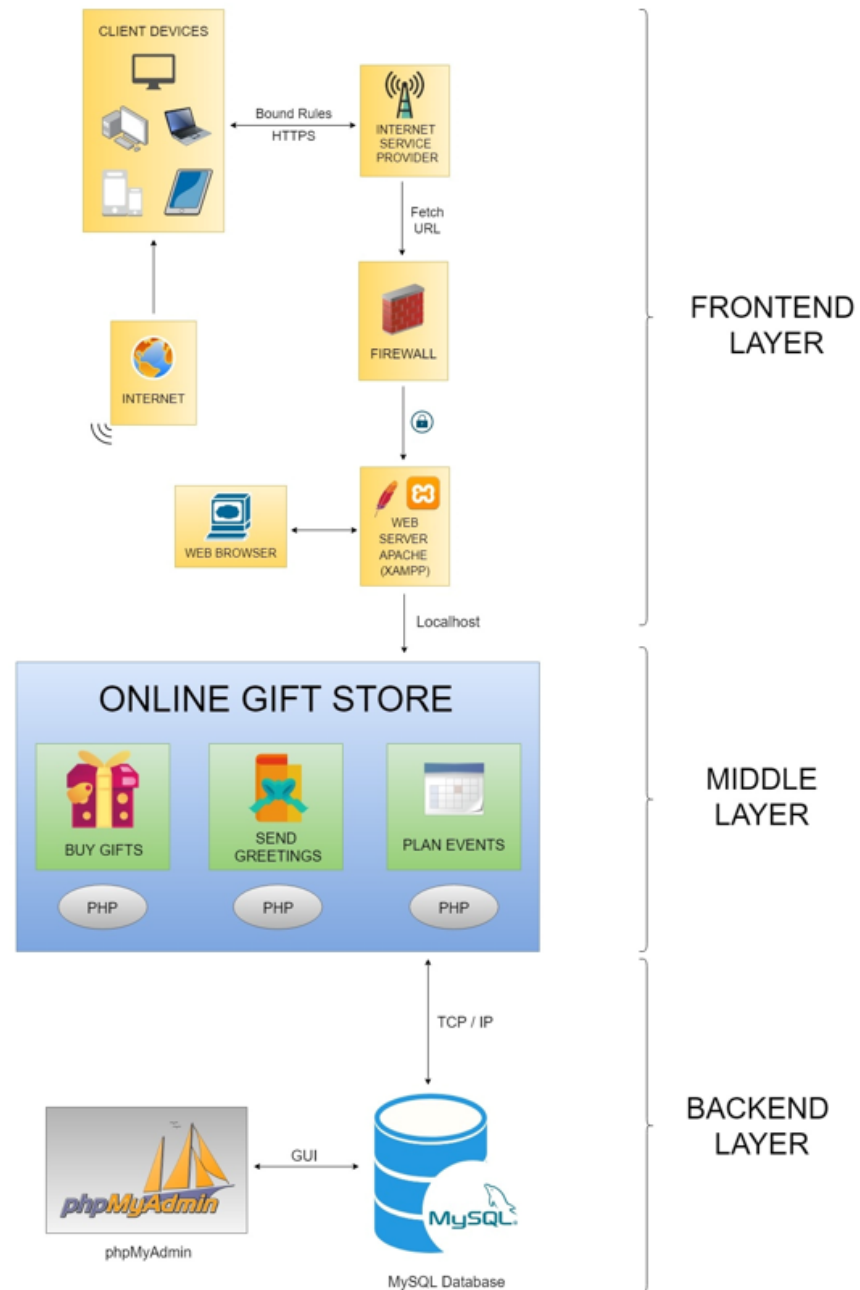 CLIENT DEVICES
Bound Rules
HTTPS
INTERNET
SERVICE
PROVIDER
Fetch
URL
FIREWALL
INTERNET
FRONTEND
LAYER
WEB BROWSER
WEB
SERVER
APACHE
(XAMPP)
Localhost
ONLINE GIFT STORE
BUY GIFTS
SEND
GREETINGS
PLAN EVENTS
PHP
PHP
PHP
MIDDLE
LAYER
TCP / IP
GUI
phpMyAdmin
phpMyAdmin
MySQL
MySQL Database
BACKEND
LAYER